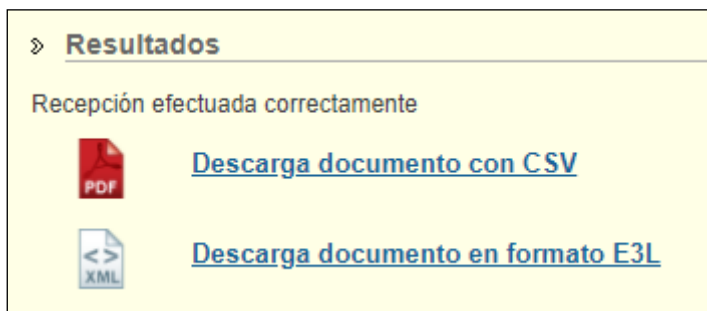 » Resultados
Recepción efectuada correctamente
PDF
Descarga documento con CSV
<>
XML
Descarga documento en formato E3L